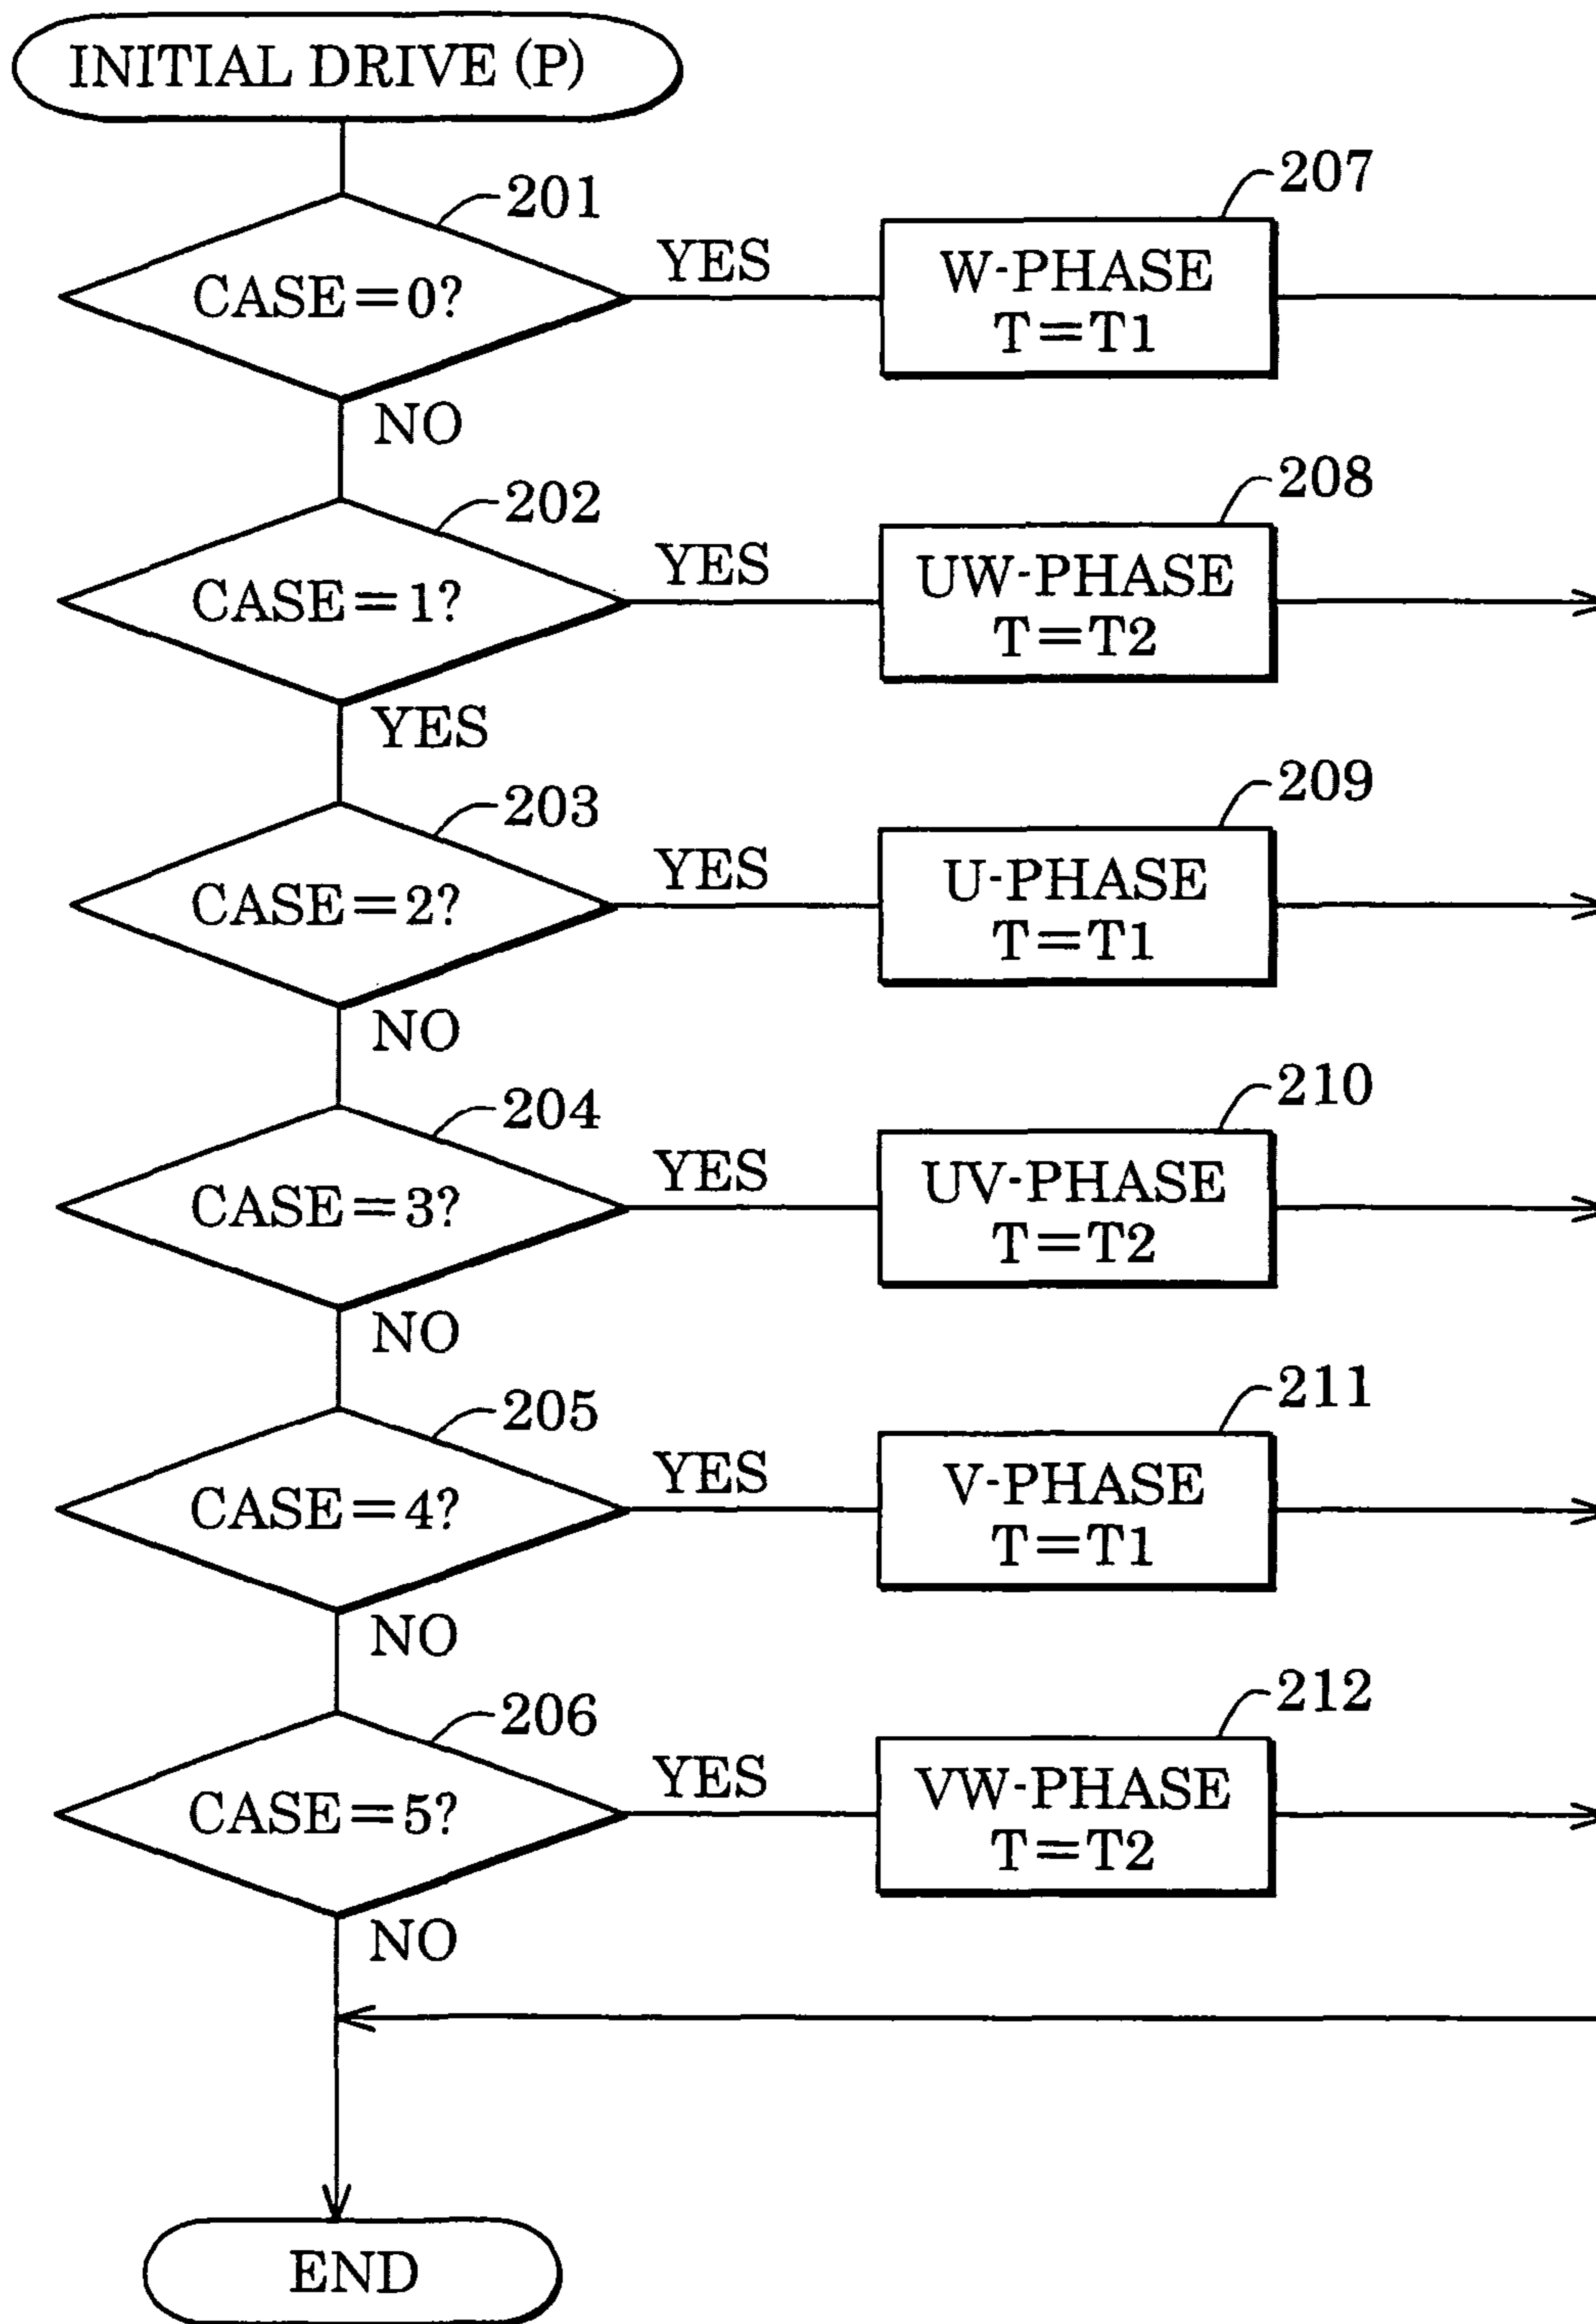 INITIAL DRIVE (P)
201
CASE=0?
YES
207
W-PHASE
T=T1
NO
202
CASE=1?
YES
208
UW-PHASE
T=T2
YES
203
CASE=2?
YES
209
U-PHASE
T=T1
NO
204
CASE=3?
YES
210
UV-PHASE
T=T2
NO
205
CASE=4?
YES
211
V-PHASE
T=T1
NO
206
CASE=5?
YES
212
VW-PHASE
T=T2
NO
END